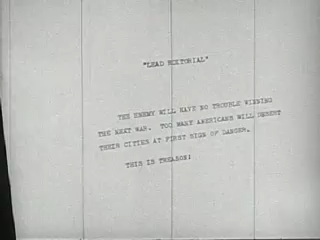 "LEAD EDITORIAL"
THE ENEMY WILL HAVE NO TROUBLE WINNING
THE NEXT WAR. TOO MANY AMERICANS WILL DESERT
THEIR CITIES AT FIRST SIGN OF DANGER.
THIS IS TREASON!